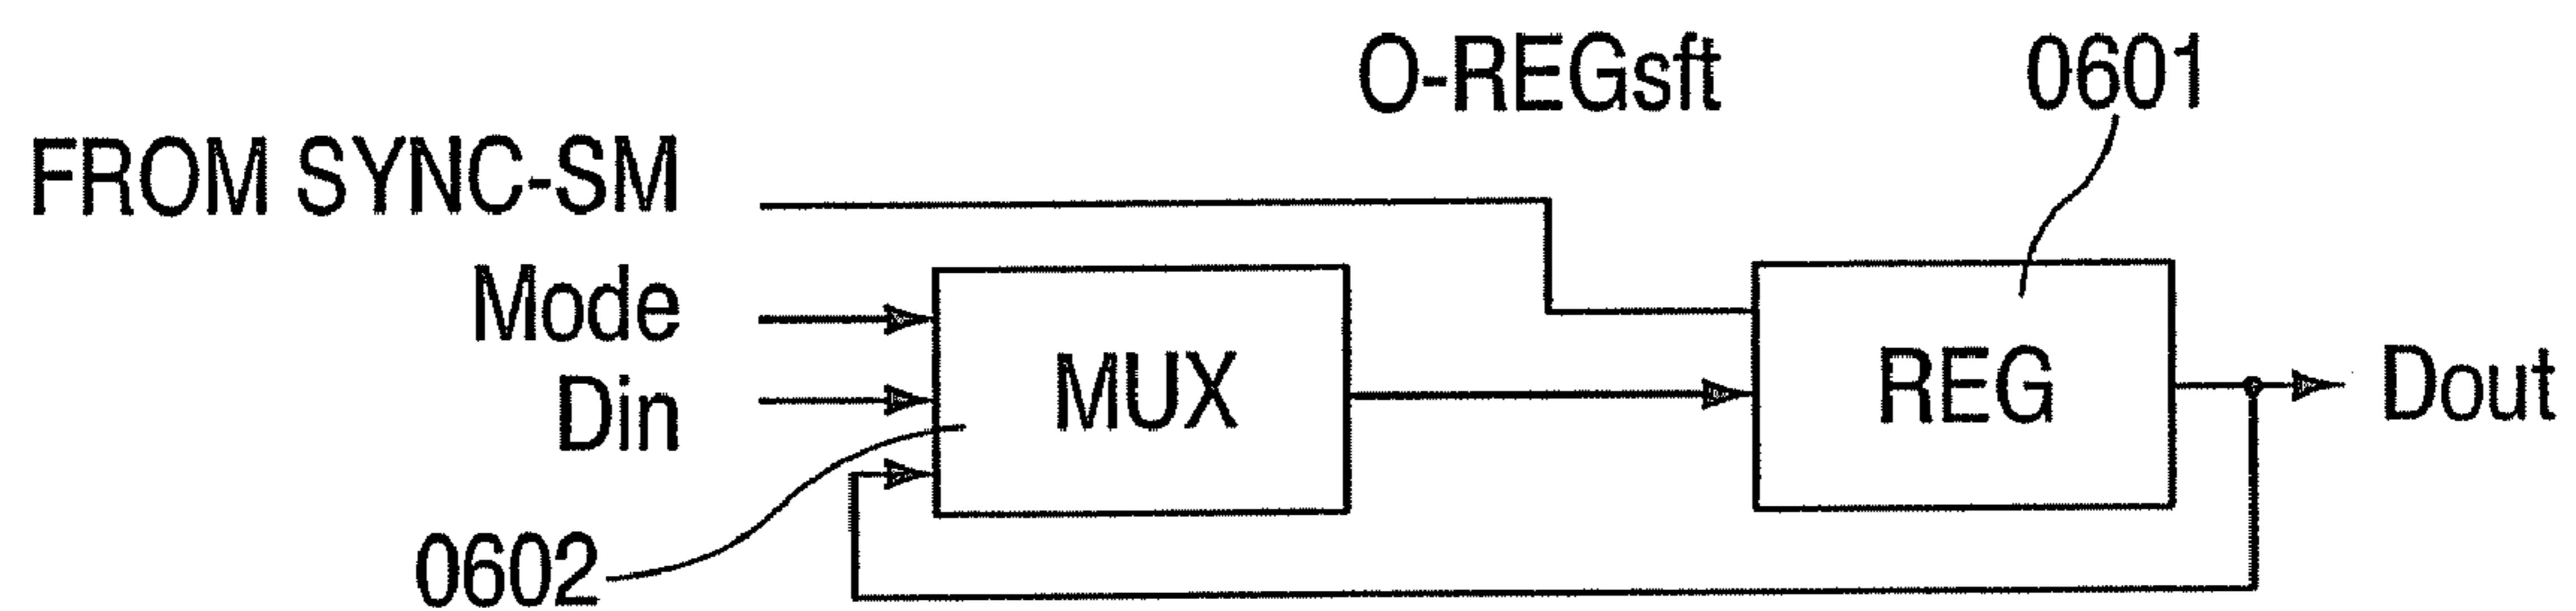 O-REGsft
0601
FROM SYNC-SM
Mode
Din
MUX
REG
Dout
0602